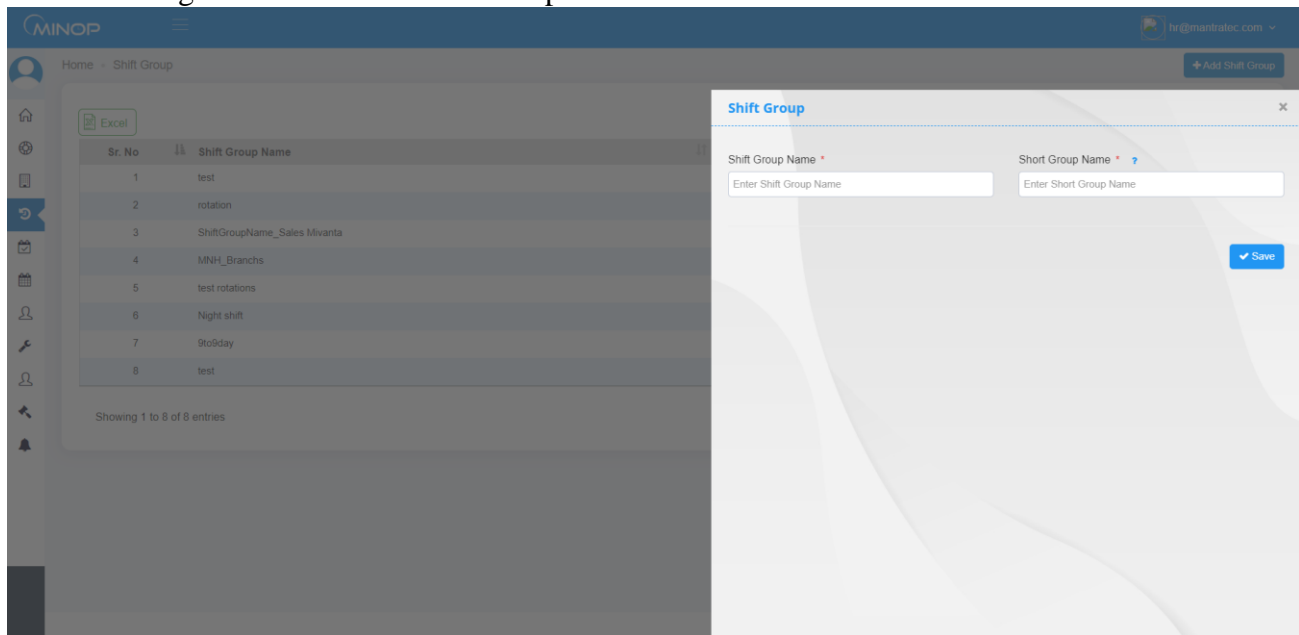 MINOP
hr@mantratec.com
Home - Shift Group
Add Shift Group
Shift Group
×
Excel
Sr. No Shift Group Name
Shift Group Name *
Short Group Name * ?
Enter Shift Group Name
Enter Short Group Name
1 test
2 rotation
3 ShiftGroupName_Sales Mivanta
4 MNH_Branchs
5 test rotations
6 Night shift
7 9to9day
8 test
Save
Showing 1 to 8 of 8 entries